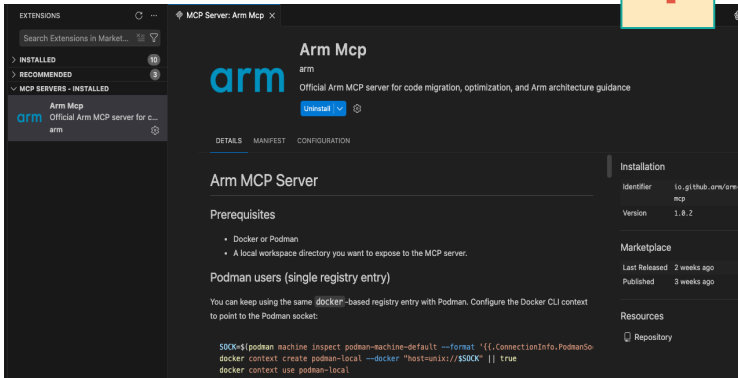 EXTENSIONS
Search Extensions in Market...
INSTALLED 10
RECOMMENDED 3
MCP SERVERS - INSTALLED
arm
Arm Mcp
Official Arm MCP server for c...
arm
MCP Server: Arm Mcp
arm
Arm Mcp
arm
Official Arm MCP server for code migration, optimization, and Arm architecture guidance
Uninstall
DETAILS MANIFEST CONFIGURATION
Arm MCP Server
Prerequisites
• Docker or Podman
• A local workspace directory you want to expose to the MCP server.
Podman users (single registry entry)
You can keep using the same docker-based registry entry with Podman. Configure the Docker CLI context
to point to the Podman socket:
SOCK=$(podman machine inspect podman-machine-default --format '{{.ConnectionInfo.PodmanSo
docker context create podman-local --docker "host=unix://$SOCK" || true
docker context use podman-local
Installation
Identifier io.github.arm/arm-
mcp
Version 1.0.2
Marketplace
Last Released 2 weeks ago
Published 3 weeks ago
Resources
Repository